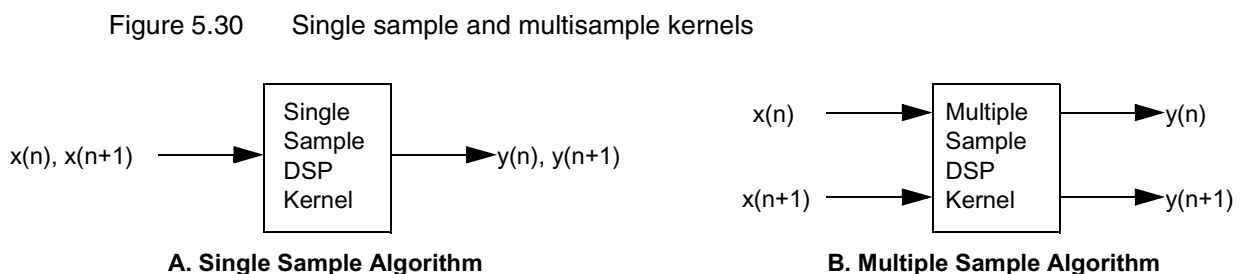 Figure 5.30 Single sample and multisample kernels
x(n), x(n+1)
Single
Sample
DSP
Kernel
y(n), y(n+1)
A. Single Sample Algorithm
x(n)
x(n+1)
Multiple
Sample
DSP
Kernel
y(n)
y(n+1)
B. Multiple Sample Algorithm